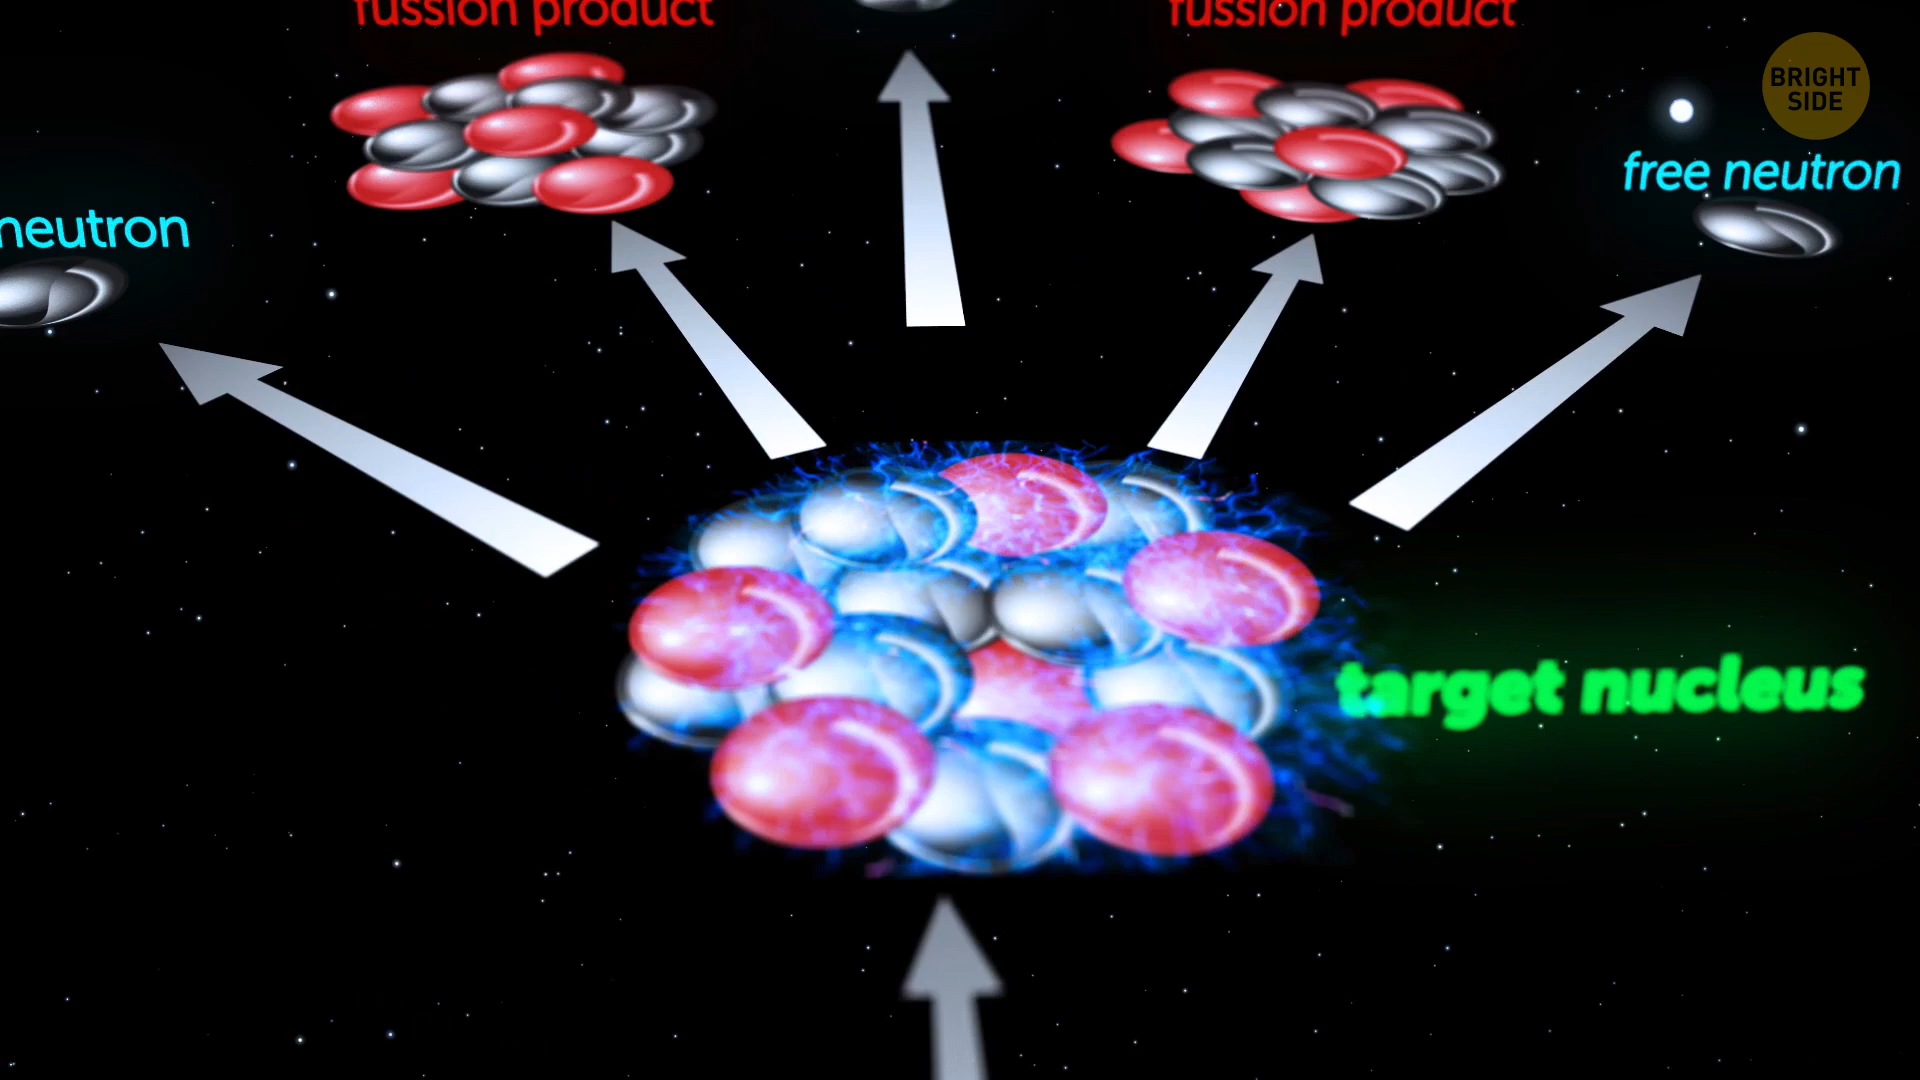 fussion product
fussion product
BRIGHT
SIDE
free neutron
neutron
target nucleus